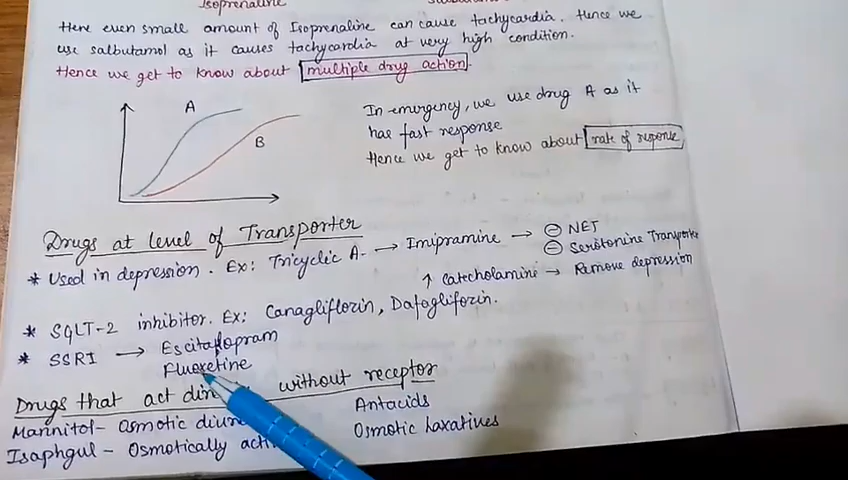 Isoprenaline
Here even small amount of Isoprenaline can cause tachycardia. Hence we
use salbutamol as it causes tachycardia at very high condition.
Hence we get to know about multiple drug action.
A
B
In emergency, we use drug A as it
has fast response
Hence we get to know about rate of response
Drugs at level of Transporter
* Used in depression. Ex: Tricyclic A- → Imipramine → ⊖ NET
⊖ Serotonine Transporter
↑ Catecholamine → Remove depression
* SGLT-2 inhibitor. Ex: Canagliflozin, Dafagliflozin.
* SSRI → Escitaplopram
Fluoxetine
Drugs that act without receptor
Mannitol- Osmotic
Isaphgul - Osmotically
Antacids
Osmotic Laxatives